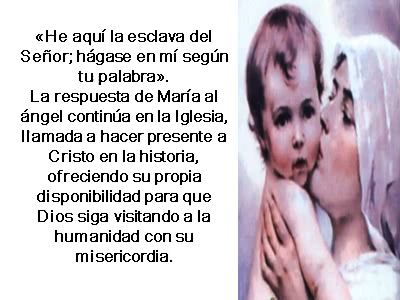 «He aquí la esclava del
Señor; hágase en mí según
tu palabra».
La respuesta de María al
ángel continúa en la Iglesia,
llamada a hacer presente a
Cristo en la historia,
ofreciendo su propia
disponibilidad para que
Dios siga visitando a la
humanidad con su
misericordia.